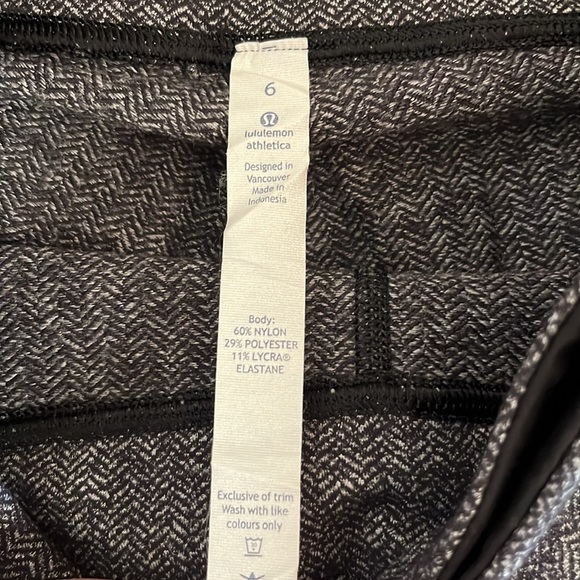 6
lululemon
athletica
Designed in
Vancouver
Made in
Indonesia
Body:
60% NYLON
29% POLYESTER
11% LYCRA®
ELASTANE
Exclusive of trim
Wash with like
colours only
30